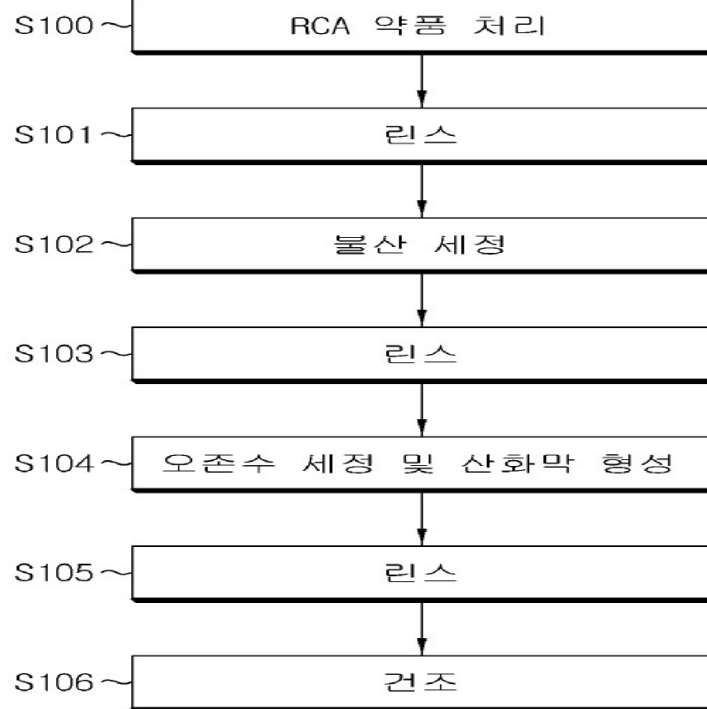 S100 RCA 약품 처리
S101 린스
S102 불산 세정
S103 린스
S104 오존수 세정 및 산화막 형성
S105 린스
S106 건조